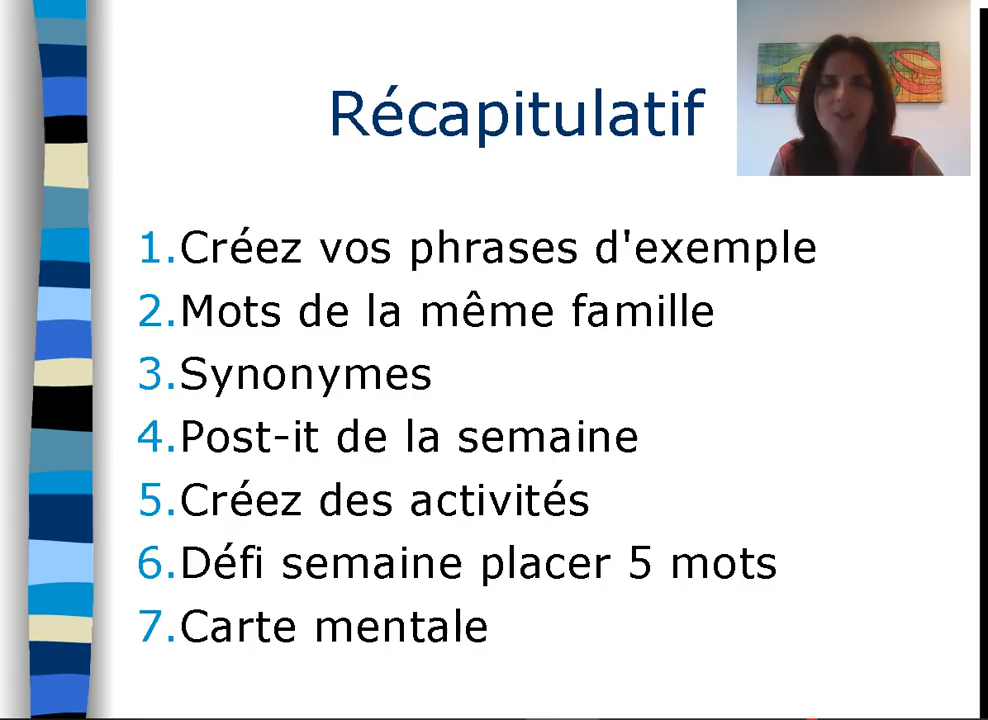 Récapitulatif
1.Créez vos phrases d'exemple
2.Mots de la même famille
3.Synonymes
4.Post-it de la semaine
5.Créez des activités
6.Défi semaine placer 5 mots
7.Carte mentale